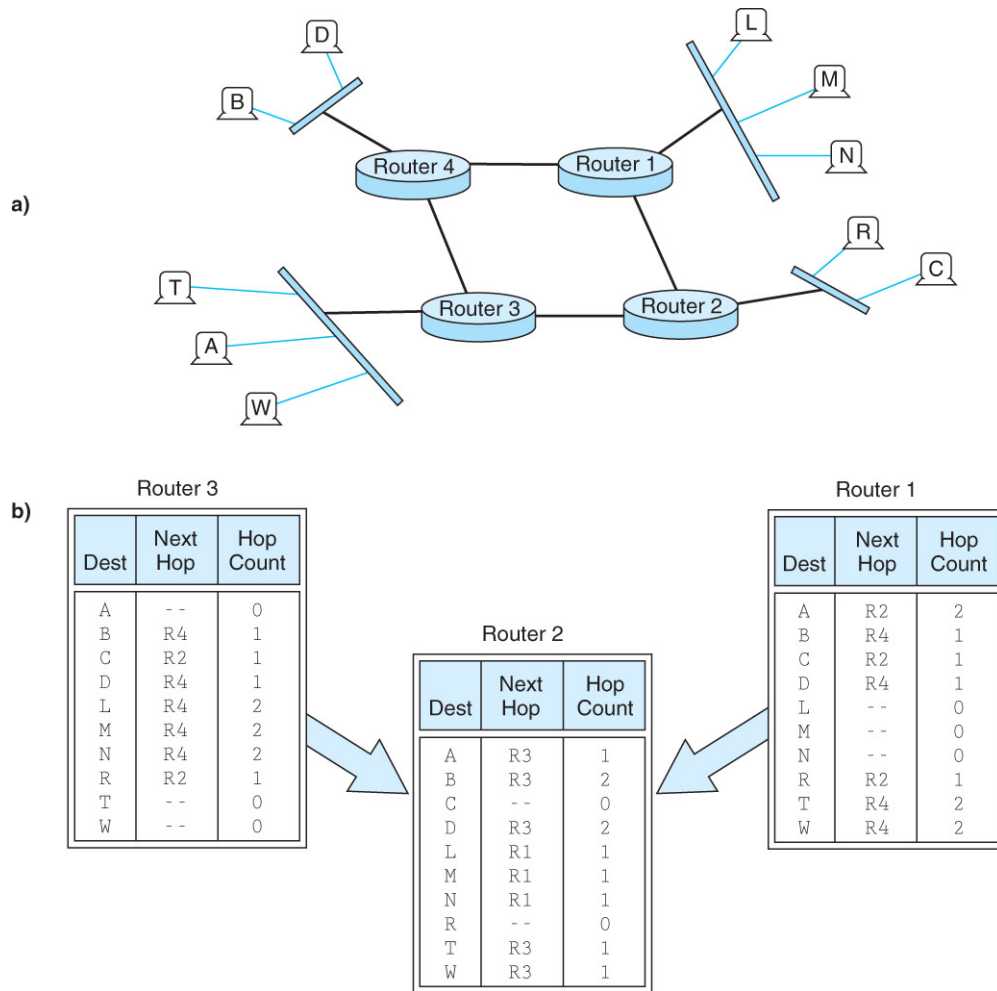 a)
D
B
L
M
N
Router 4
Router 1
R
C
T
A
W
Router 3
Router 2
b)
Router 3
Dest Next Hop Hop Count
A -- 0
B R4 1
C R2 1
D R4 1
L R4 2
M R4 2
N R4 2
R R2 1
T -- 0
W -- 0
Router 2
Dest Next Hop Hop Count
A R3 1
B R3 2
C -- 0
D R3 2
L R1 1
M R1 1
N R1 1
R -- 0
T R3 1
W R3 1
Router 1
Dest Next Hop Hop Count
A R2 2
B R4 1
C R2 1
D R4 1
L -- 0
M -- 0
N -- 0
R R2 1
T R4 2
W R4 2